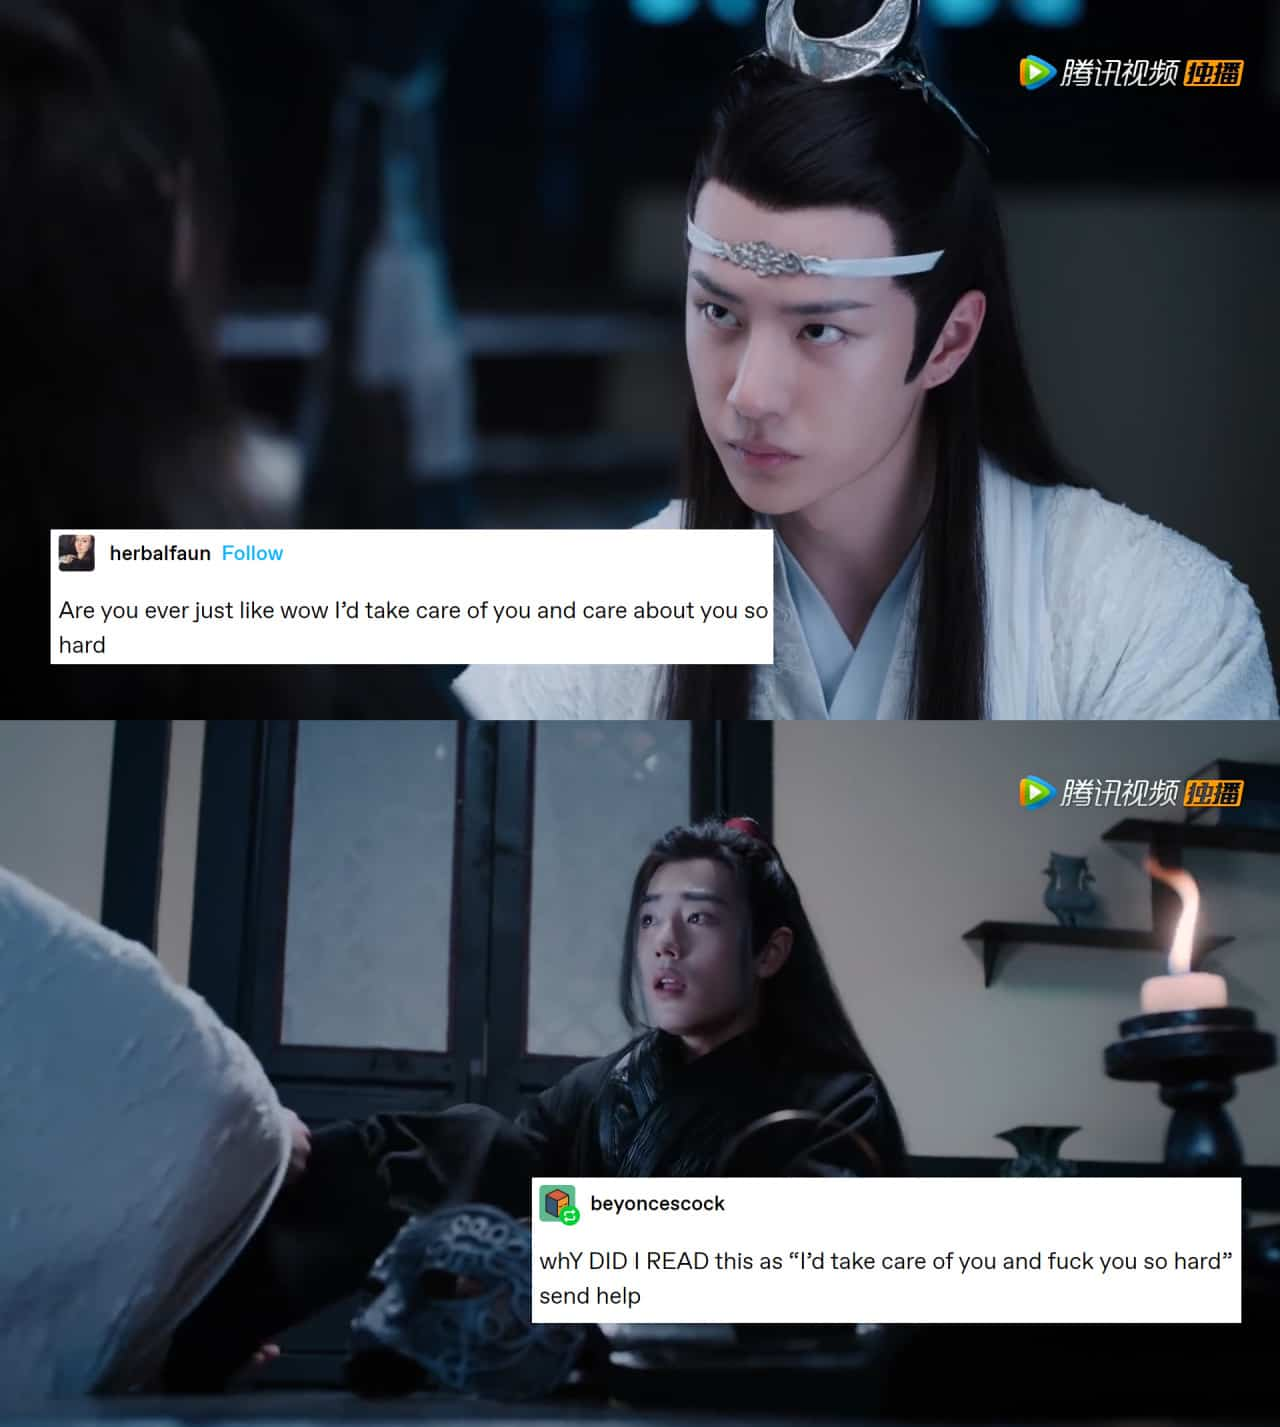 腾讯视频 独播
herbalfaun Follow
Are you ever just like wow I’d take care of you and care about you so
hard
腾讯视频 独播
beyoncescock
whY DID I READ this as “I’d take care of you and fuck you so hard”
send help